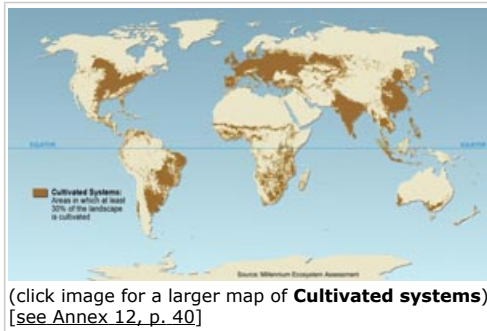 EQUATOR
EQUATOR
Cultivated Systems:
Areas in which at least
30% of the landscape
is cultivated
Source: Millennium Ecosystem Assessment
(click image for a larger map of Cultivated systems)
[see Annex 12, p. 40]